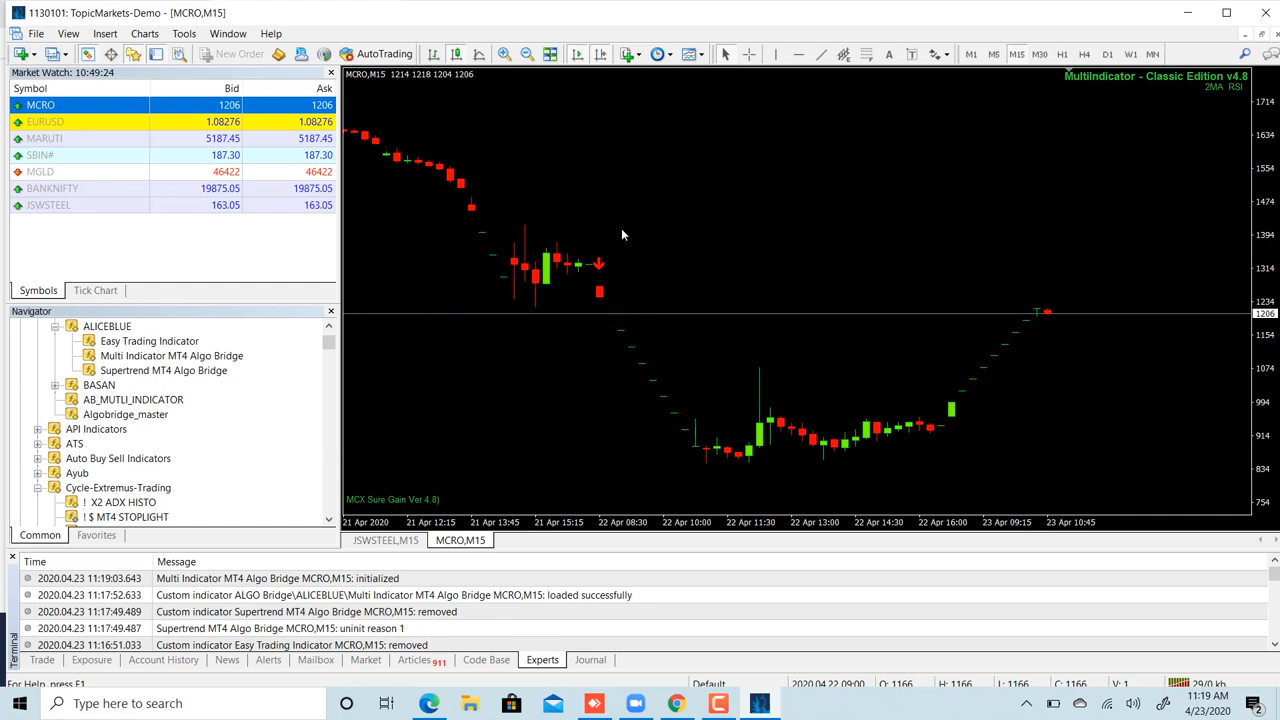 1130101: TopicMarkets-Demo - [MCRO,M15]
File View Insert Charts Tools Window Help
New Order AutoTrading M1 M5 M15 M30 H1 H4 D1 W1 MN
Market Watch: 10:49:24
Symbol Bid Ask
MCRO 1206 1206
EURUSD 1.08276 1.08276
MARUTI 5187.45 5187.45
SBIN# 187.30 187.30
MGLD 46422 46422
BANKNIFTY 19875.05 19875.05
JSWSTEEL 163.05 163.05
Symbols Tick Chart
Navigator
ALICEBLUE
Easy Trading Indicator
Multi Indicator MT4 Algo Bridge
Supertrend MT4 Algo Bridge
BASAN
AB_MUTLI_INDICATOR
Algobridge_master
API Indicators
ATS
Auto Buy Sell Indicators
Ayub
Cycle-Extremus-Trading
! X2 ADX HISTO
! $ MT4 STOPLIGHT
Common Favorites
MCRO,M15 1214 1218 1204 1206
MultiIndicator - Classic Edition v4.8
2MA RSI
1714
1634
1554
1474
1394
1314
1234
1206
1154
1074
994
914
834
754
MCX Sure Gain Ver 4.8)
21 Apr 2020 21 Apr 12:15 21 Apr 13:45 21 Apr 15:15 22 Apr 08:30 22 Apr 10:00 22 Apr 11:30 22 Apr 13:00 22 Apr 14:30 22 Apr 16:00 23 Apr 09:15 23 Apr 10:45
JSWSTEEL,M15 MCRO,M15
Time Message
2020.04.23 11:19:03.643 Multi Indicator MT4 Algo Bridge MCRO,M15: initialized
2020.04.23 11:17:52.633 Custom indicator ALGO Bridge\ALICEBLUE\Multi Indicator MT4 Algo Bridge MCRO,M15: loaded successfully
2020.04.23 11:17:49.489 Custom indicator Supertrend MT4 Algo Bridge MCRO,M15: removed
2020.04.23 11:17:49.487 Supertrend MT4 Algo Bridge MCRO,M15: uninit reason 1
2020.04.23 11:16:51.033 Custom indicator Easy Trading Indicator MCRO,M15: removed
Terminal
Trade Exposure Account History News Alerts Mailbox Market Articles 911 Code Base Experts Journal
For Help, press F1 Default 2020.04.22 09:00 O: 1166 H: 1166 L: 1166 C: 1166 V: 1 29/0 kb
Type here to search
11:19 AM
4/23/2020
2